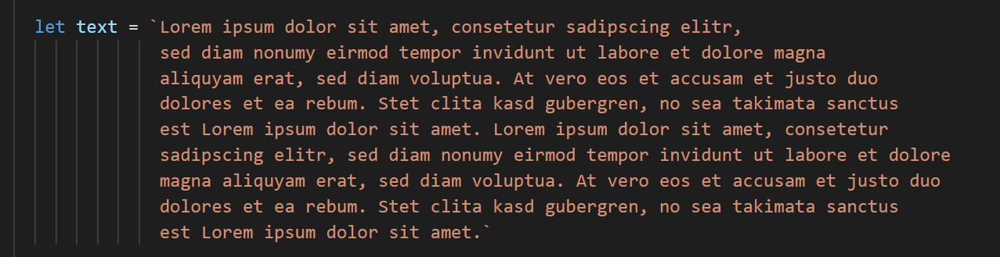 let text = `Lorem ipsum dolor sit amet, consetetur sadipscing elitr,
sed diam nonumy eirmod tempor invidunt ut labore et dolore magna
aliquyam erat, sed diam voluptua. At vero eos et accusam et justo duo
dolores et ea rebum. Stet clita kasd gubergren, no sea takimata sanctus
est Lorem ipsum dolor sit amet. Lorem ipsum dolor sit amet, consetetur
sadipscing elitr, sed diam nonumy eirmod tempor invidunt ut labore et dolore
magna aliquyam erat, sed diam voluptua. At vero eos et accusam et justo duo
dolores et ea rebum. Stet clita kasd gubergren, no sea takimata sanctus
est Lorem ipsum dolor sit amet.`